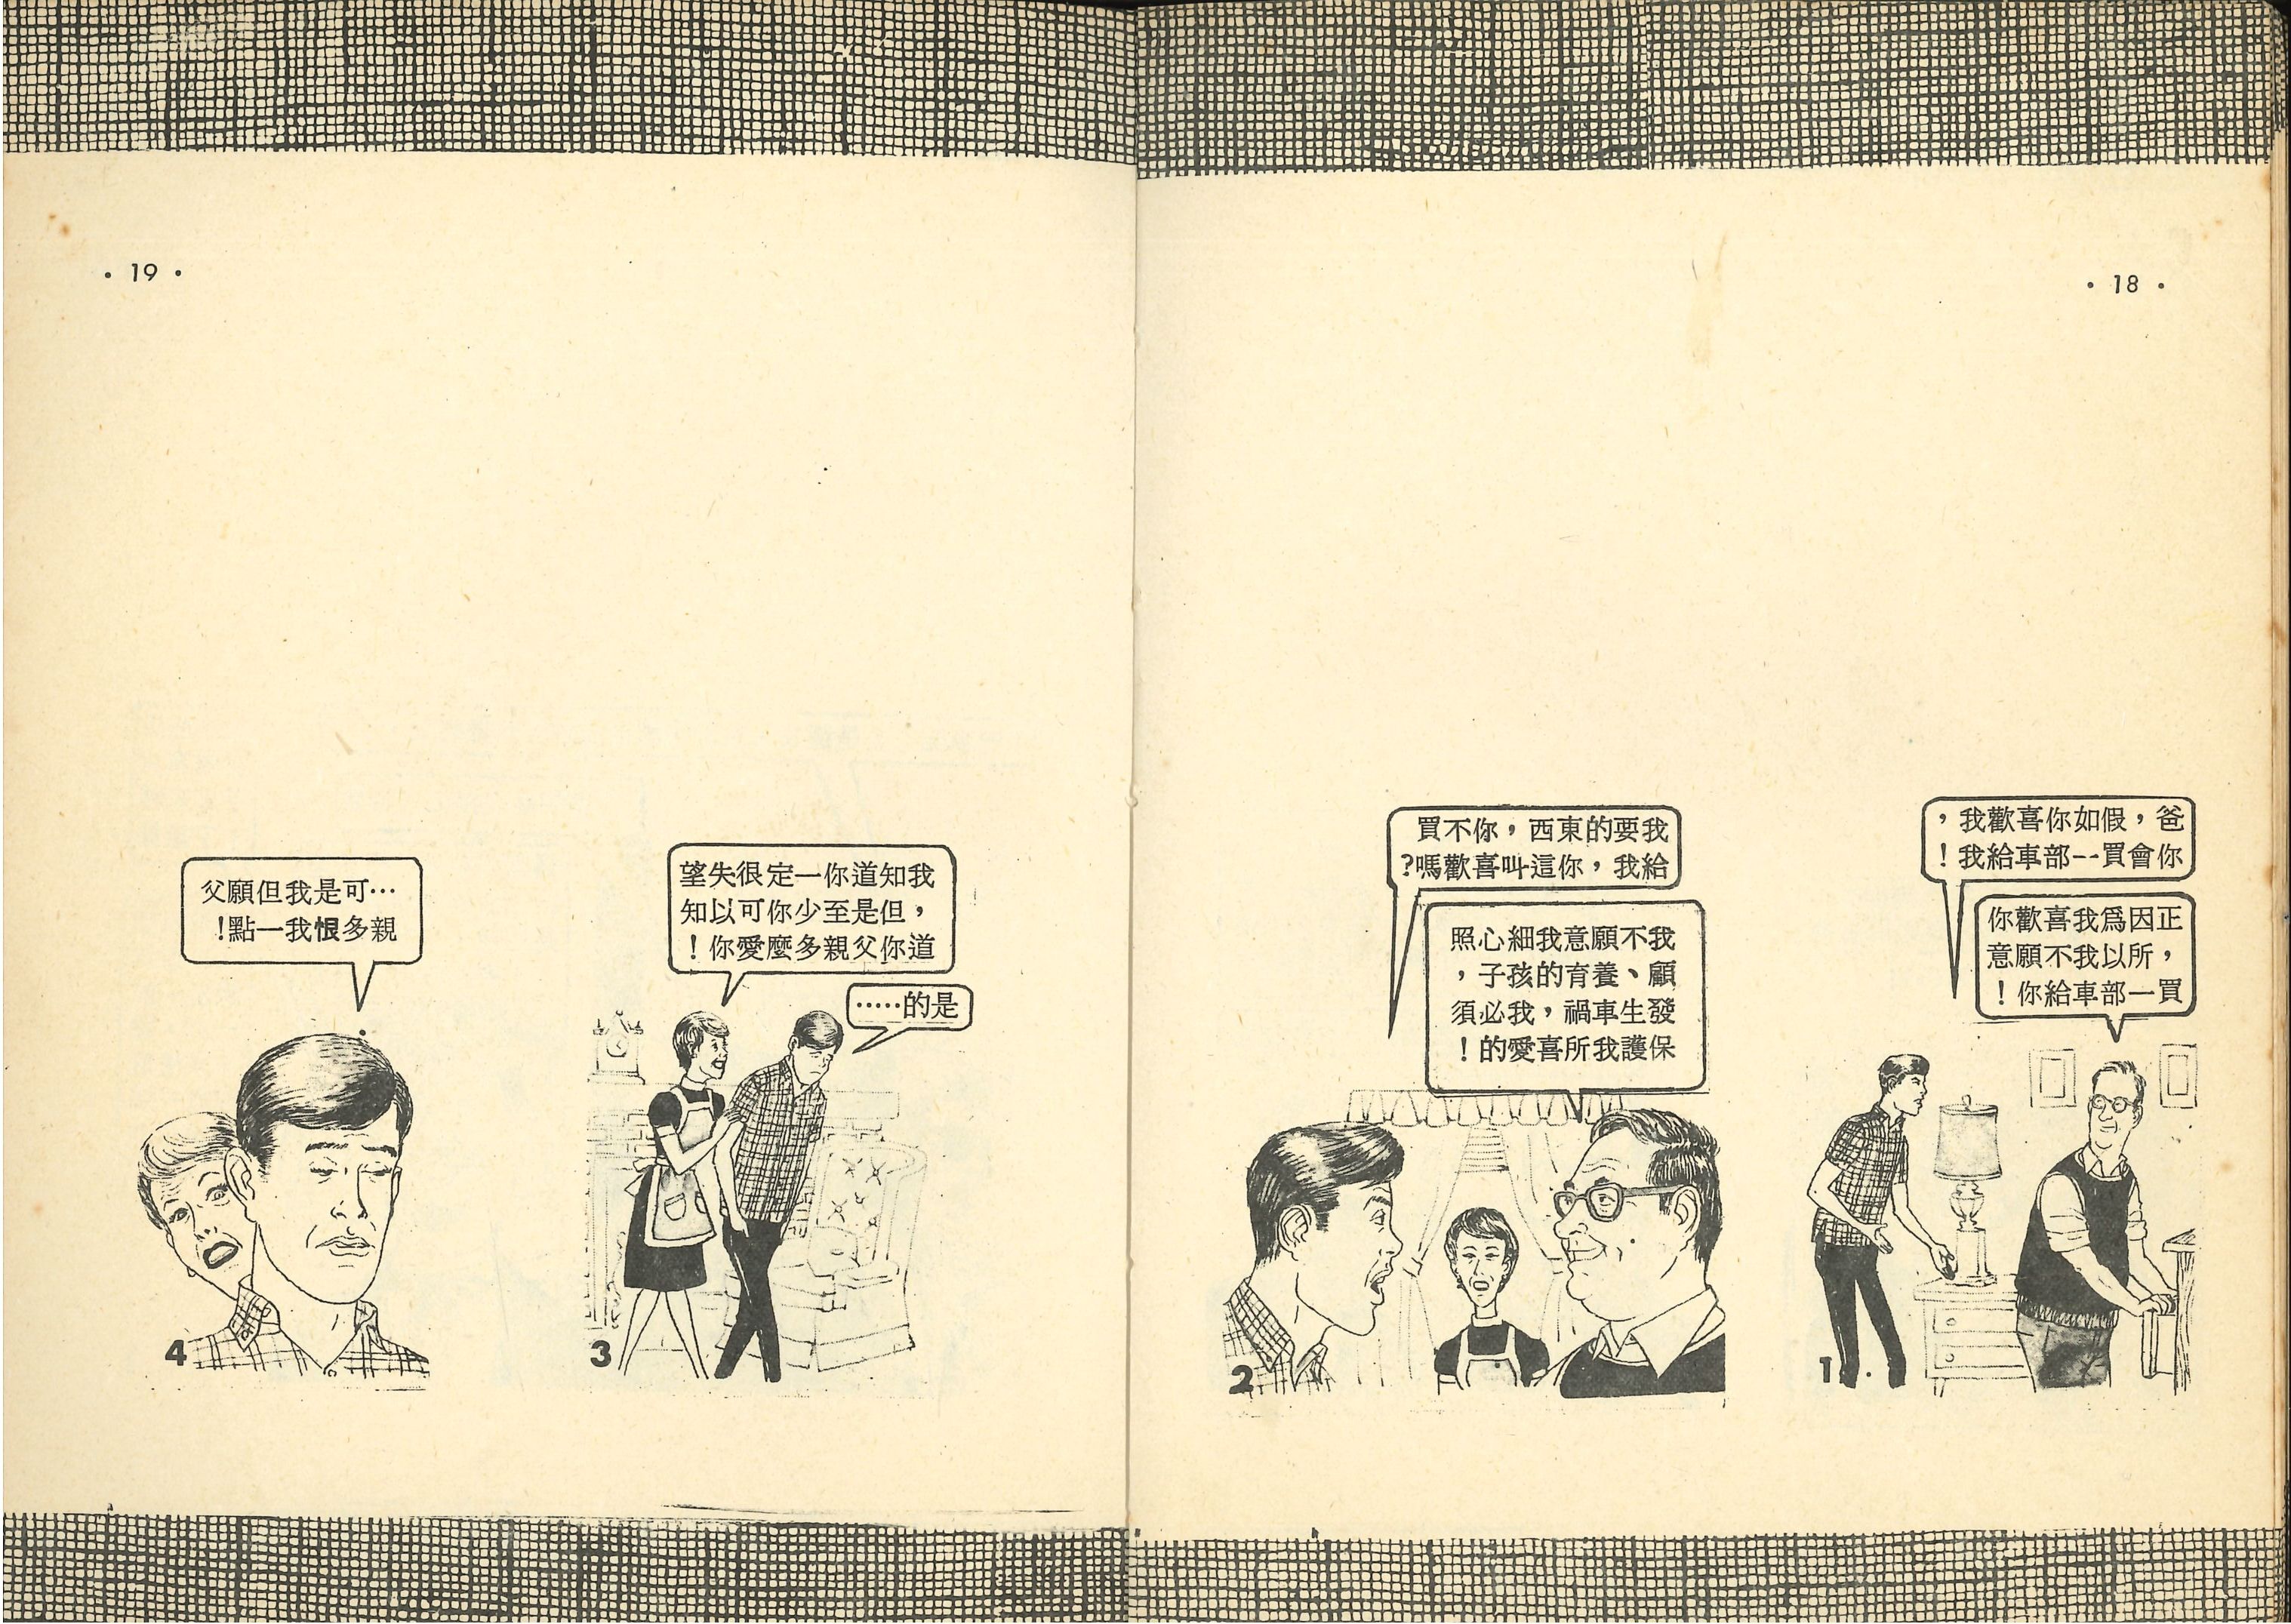 · 18 ·
爸，假如你喜歡我，
你會買一部車給我！
正因爲我喜歡你
，所以我不願意
買一部車給你！
1
我要的東西，你不買
給我，你這叫喜歡嗎？
我不願意我細心照
顧、養育的孩子，
發生車禍，我必須
保護我所喜愛的！
2
· 19 ·
我知道你一定很失望
，但是至少你可以知
道你父親多麼愛你！
是的……
3
…可是我但願父
親多恨我一點！
4